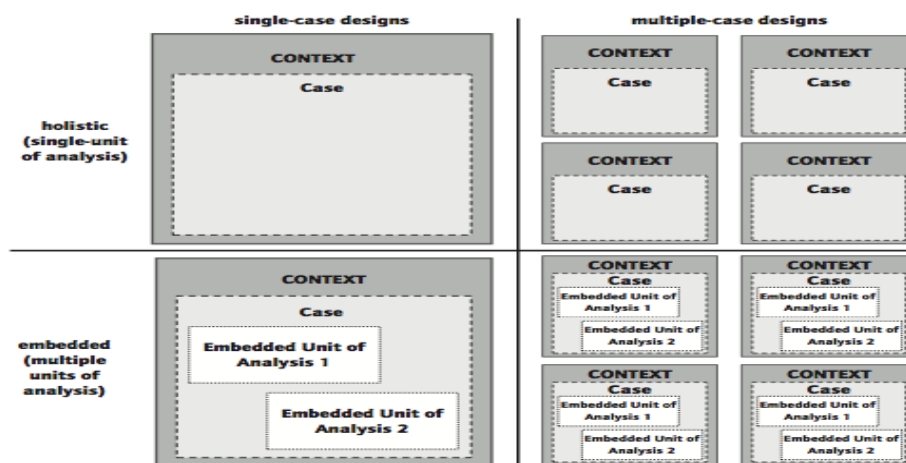 single-case designs
multiple-case designs
holistic
(single-unit
of analysis)
CONTEXT
Case
CONTEXT
Case
CONTEXT
Case
CONTEXT
Case
CONTEXT
Case
embedded
(multiple
units of
analysis)
CONTEXT
Case
Embedded Unit of
Analysis 1
Embedded Unit of
Analysis 2
CONTEXT
Case
Embedded Unit of
Analysis 1
Embedded Unit of
Analysis 2
CONTEXT
Case
Embedded Unit of
Analysis 1
Embedded Unit of
Analysis 2
CONTEXT
Case
Embedded Unit of
Analysis 1
Embedded Unit of
Analysis 2
CONTEXT
Case
Embedded Unit of
Analysis 1
Embedded Unit of
Analysis 2